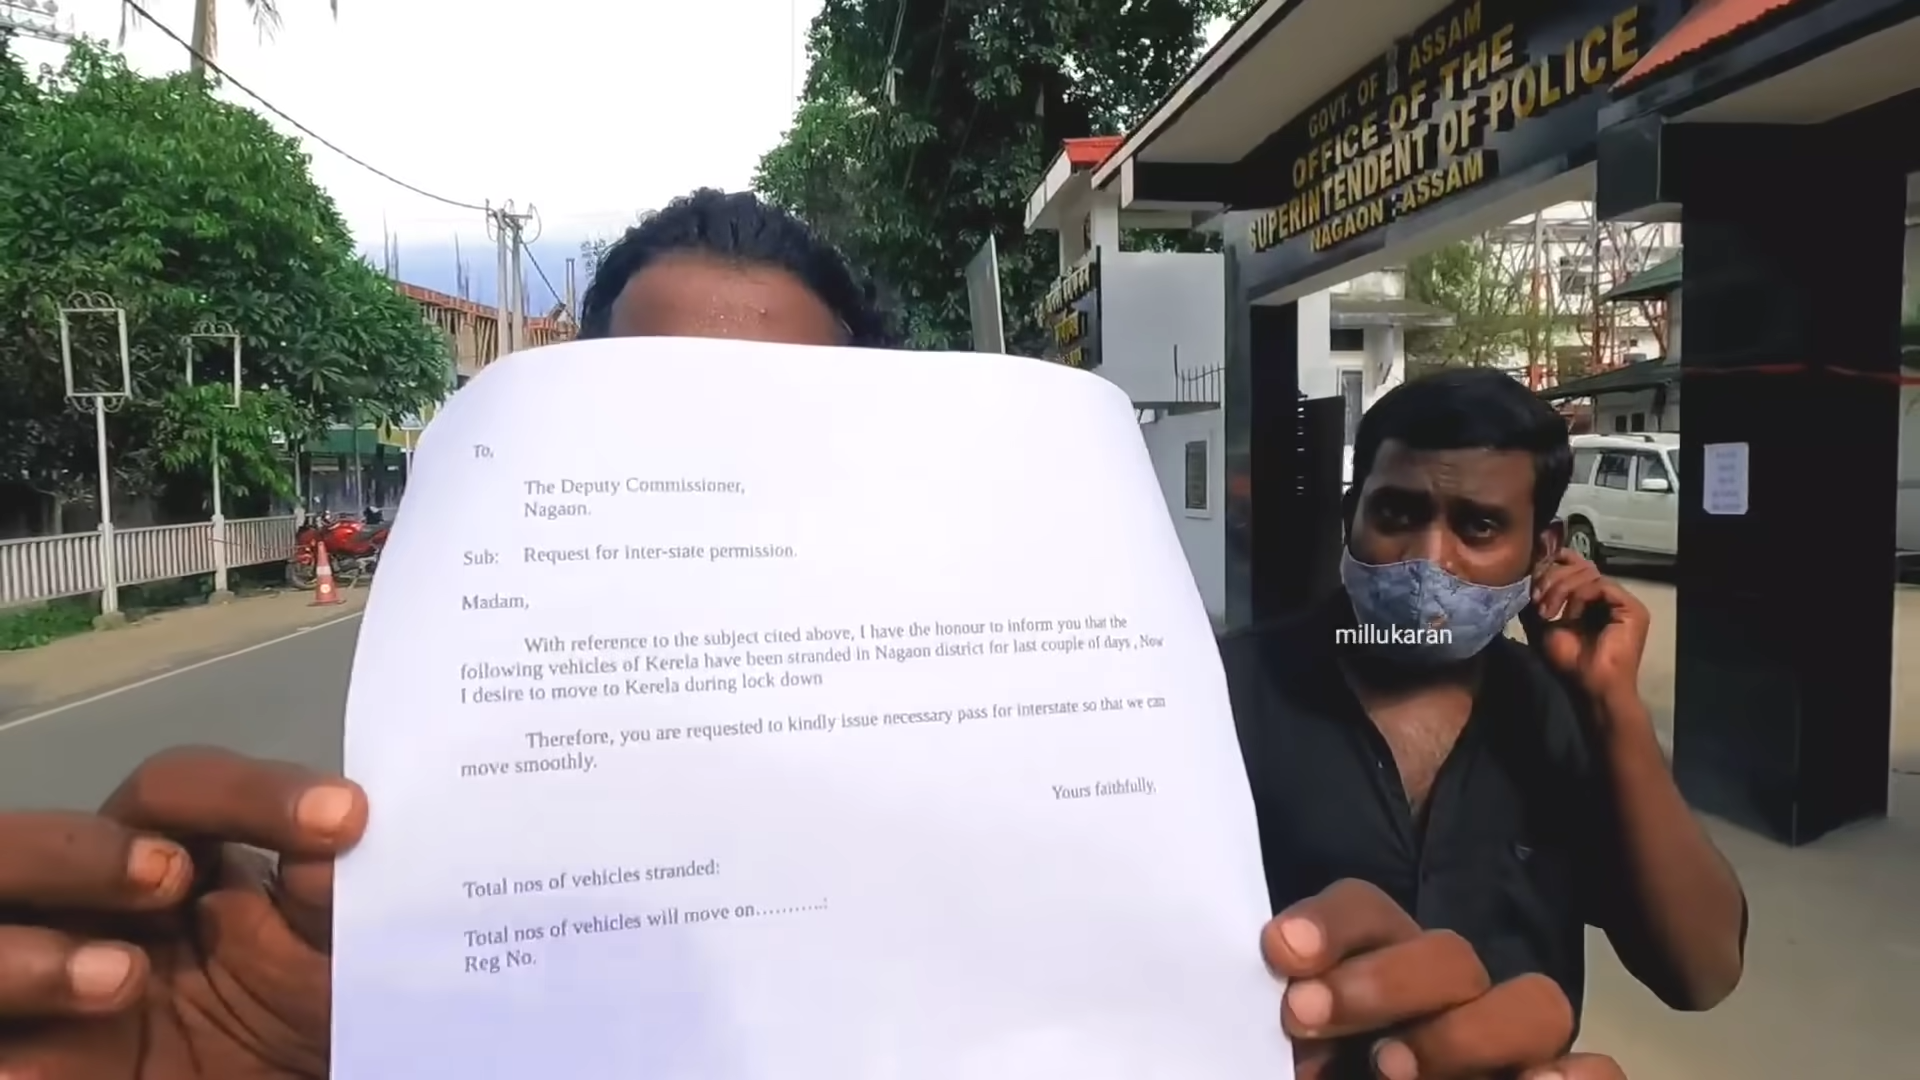 GOVT. OF ASSAM
OFFICE OF THE
SUPERINTENDENT OF POLICE
NAGAON : ASSAM
To,
The Deputy Commissioner,
Nagaon.
Sub: Request for inter-state permission.
Madam,
With reference to the subject cited above, I have the honour to inform you that the
following vehicles of Kerela have been stranded in Nagaon district for last couple of days , Now
I desire to move to Kerela during lock down
Therefore, you are requested to kindly issue necessary pass for interstate so that we can
move smoothly.
Yours faithfully,
Total nos of vehicles stranded:
Total nos of vehicles will move on...........:
Reg No.
millukaran